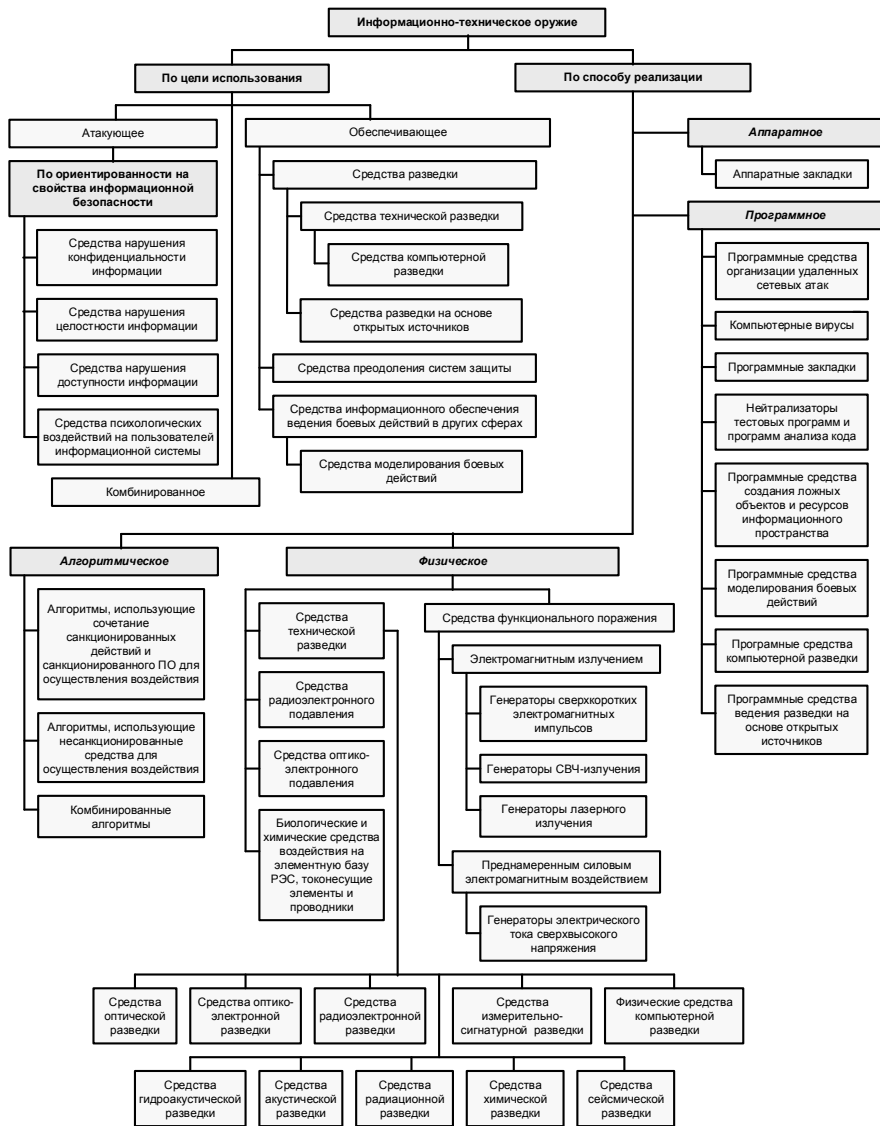 Информационно-техническое оружие
По цели использования
По способу реализации
Атакующее
По ориентированности на
свойства информационной
безопасности
Средства нарушения
конфиденциальности
информации
Средства нарушения
целостности информации
Средства нарушения
доступности информации
Средства психологических
воздействий на пользователей
информационной системы
Комбинированное
Обеспечивающее
Средства разведки
Средства технической разведки
Средства компьютерной
разведки
Средства разведки на основе
открытых источников
Средства преодоления систем защиты
Средства информационного обеспечения
ведения боевых действий в других сферах
Средства моделирования боевых
действий
Аппаратное
Аппаратные закладки
Программное
Программные средства
организации удаленных
сетевых атак
Компьютерные вирусы
Программные закладки
Нейтрализаторы
тестовых программ и
программ анализа кода
Программные средства
создания ложных
объектов и ресурсов
информационного
пространства
Программные средства
моделирования боевых
действий
Програмные средства
компьютерной разведки
Программные средства
ведения разведки на
основе открытых
источников
Алгоритмическое
Алгоритмы, использующие
сочетание
санкционированных
действий и
санкционированного ПО для
осуществления воздействия
Алгоритмы, использующие
несанкционированные
средства для
осуществления воздействия
Комбинированные
алгоритмы
Физическое
Средства
технической
разведки
Средства
радиоэлектронного
подавления
Средства оптико-
электронного
подавления
Биологические и
химические средства
воздействия на
элементную базу
РЭС, токонесущие
элементы и
проводники
Средства функционального поражения
Электромагнитным излучением
Генераторы сверхкоротких
электромагнитных
импульсов
Генераторы СВЧ-излучения
Генераторы лазерного
излучения
Преднамеренным силовым
электромагнитным воздействием
Генераторы электрического
тока сверхвысокого
напряжения
Средства
оптической
разведки
Средства оптико-
электронной
разведки
Средства
радиоэлектронной
разведки
Средства
измерительно-
сигнатурной разведки
Физические средства
компьютерной
разведки
Средства
гидроакустической
разведки
Средства
акустической
разведки
Средства
радиационной
разведки
Средства
химической
разведки
Средства
сейсмической
разведки